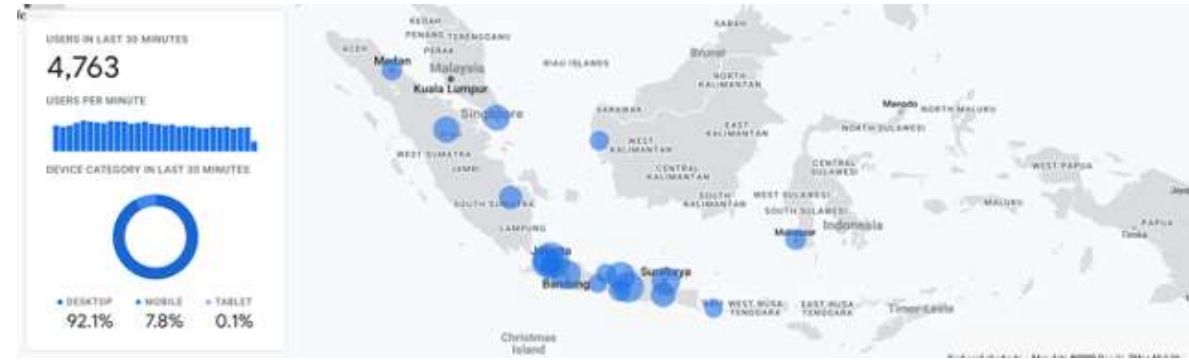 USERS IN LAST 30 MINUTES
4,763
USERS PER MINUTE
DEVICE CATEGORY IN LAST 30 MINUTES
DESKTOP MOBILE TABLET
92.1% 7.8% 0.1%
KEDAH
PENANG TERENGGANU
PERAK
ACEH
Medan
Malaysia
Kuala Lumpur
RIAU ISLANDS
Singapore
WEST SUMATRA
JAMBI
SOUTH SUMATRA
LAMPUNG
Jakarta
Bandung
Surabaya
SABAH
Brunei
NORTH KALIMANTAN
SARAWAK
EAST KALIMANTAN
WEST KALIMANTAN
CENTRAL KALIMANTAN
SOUTH KALIMANTAN
Manado
NORTH MALUKU
NORTH SULAWESI
CENTRAL SULAWESI
WEST SULAWESI
SOUTH SULAWESI
Indonesia
WEST PAPUA
MALUKU
PAPUA
Timika
WEST NUSA TENGGARA
EAST NUSA TENGGARA
Timor-Leste
Christmas Island